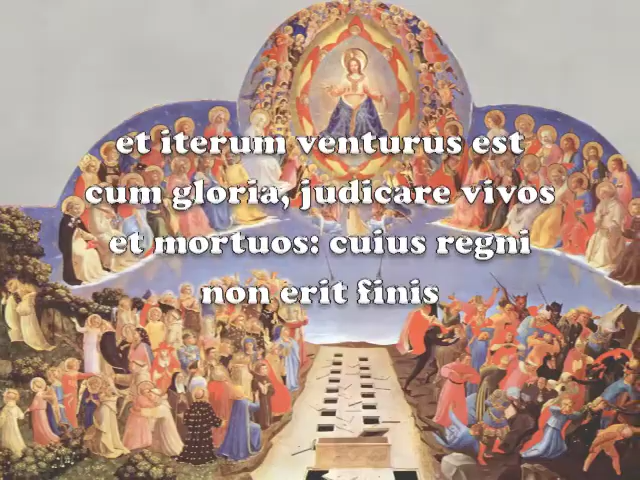 et iterum venturus est
cum gloria, judicare vivos
et mortuos: cuius regni
non erit finis